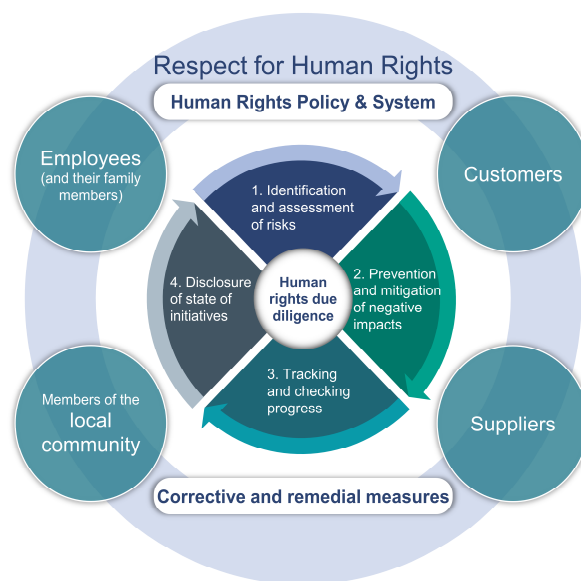 Respect for Human Rights
Human Rights Policy & System
Employees
(and their family
members)
Customers
1. Identification
and assessment
of risks
2. Prevention
and mitigation
of negative
impacts
Human
rights due
diligence
4. Disclosure
of state of
initiatives
3. Tracking
and checking
progress
Members of the
local
community
Suppliers
Corrective and remedial measures